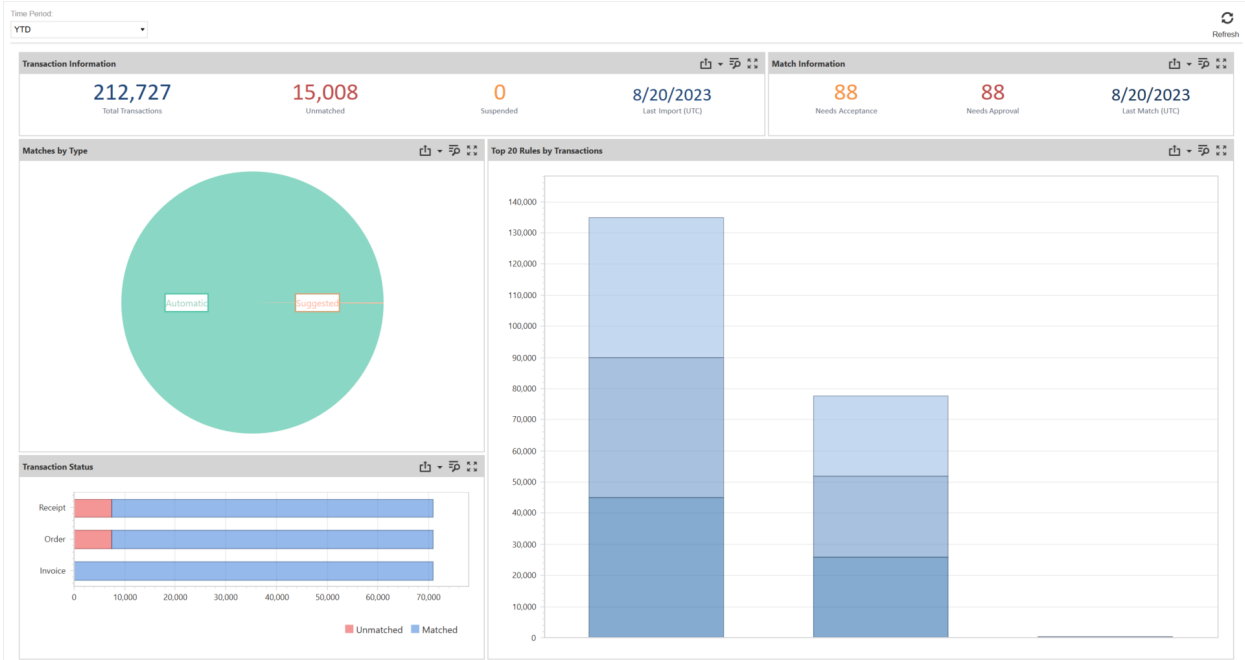 Time Period:
YTD
Refresh
Transaction Information
212,727
Total Transactions
15,008
Unmatched
0
Suspended
8/20/2023
Last Import (UTC)
Match Information
88
Needs Acceptance
88
Needs Approval
8/20/2023
Last Match (UTC)
Matches by Type
Automatic
Suggested
Top 20 Rules by Transactions
140,000
130,000
120,000
110,000
100,000
90,000
80,000
70,000
60,000
50,000
40,000
30,000
20,000
10,000
0
Transaction Status
Receipt
Order
Invoice
0 10,000 20,000 30,000 40,000 50,000 60,000 70,000
Unmatched Matched